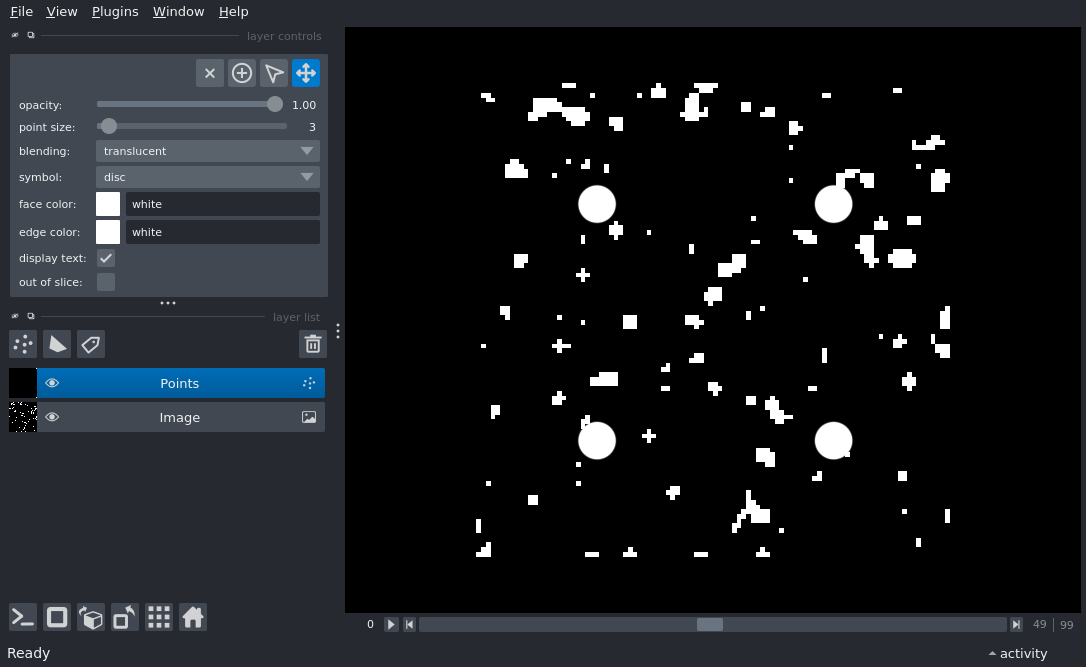 File View Plugins Window Help
layer controls
opacity: 1.00
point size: 3
blending: translucent
symbol: disc
face color: white
edge color: white
display text:
out of slice:
layer list
Points
Image
0 49 | 99
Ready activity